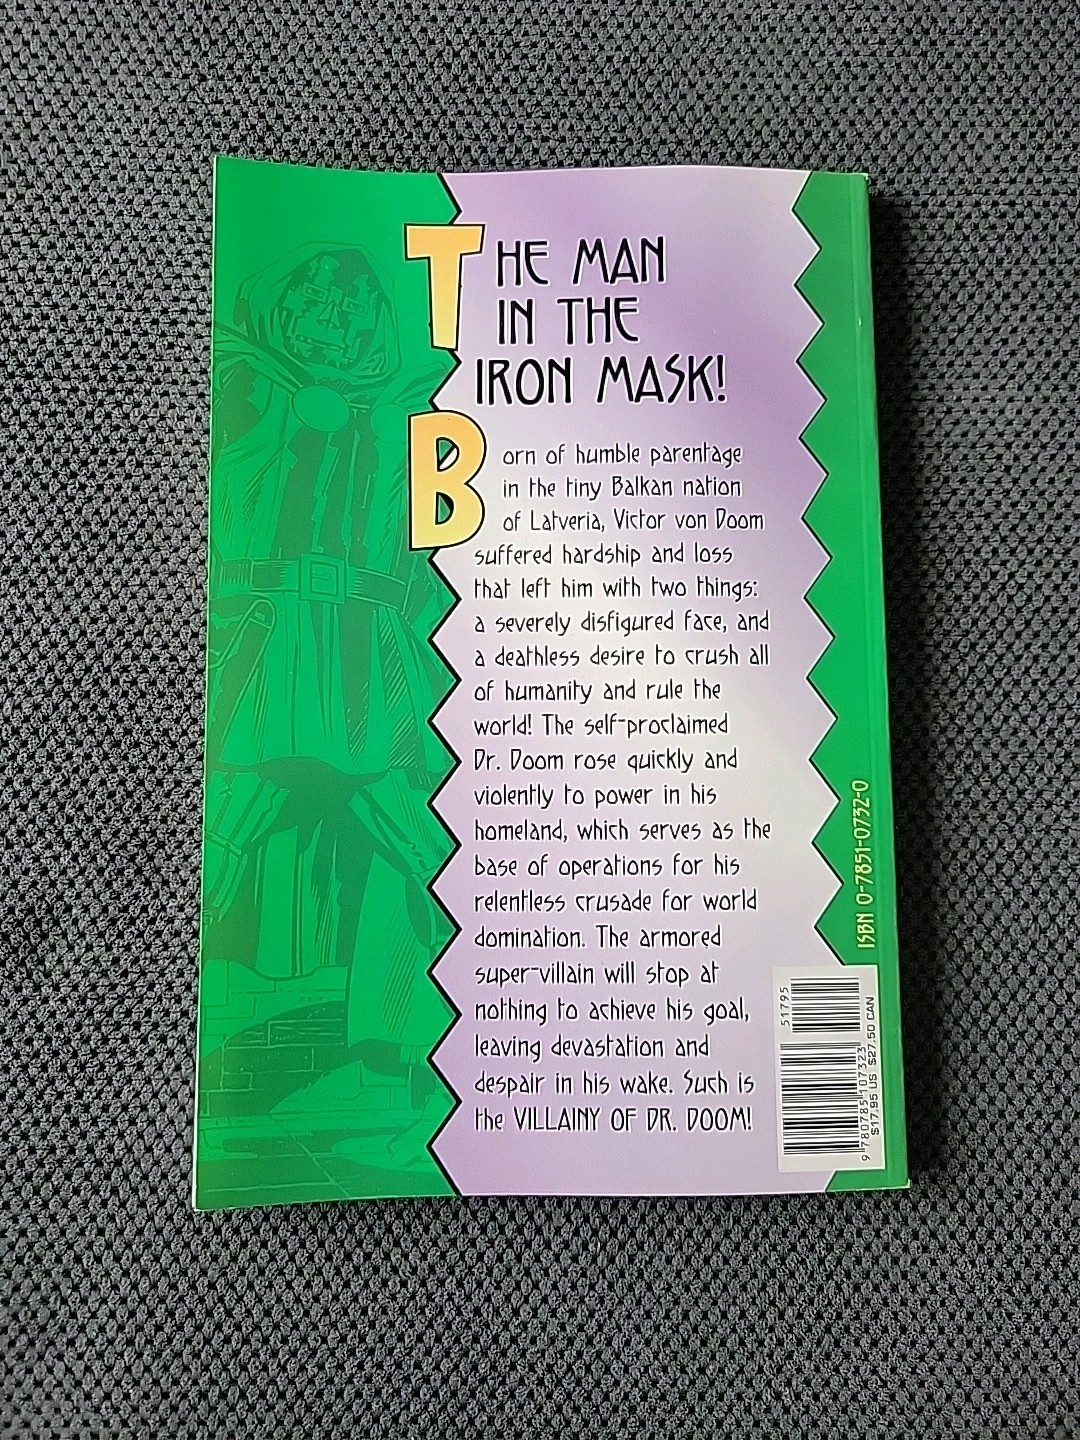 THE MAN
IN THE
IRON MASK!
Born of humble parentage
in the tiny Balkan nation
of Latveria, Victor von Doom
suffered hardship and loss
that left him with two things:
a severely disfigured face, and
a deathless desire to crush all
of humanity and rule the
world! The self-proclaimed
Dr. Doom rose quickly and
violently to power in his
homeland, which serves as the
base of operations for his
relentless crusade for world
domination. The armored
super-villain will stop at
nothing to achieve his goal,
leaving devastation and
despair in his wake. Such is
the VILLAINY OF DR. DOOM!
ISBN 0-7851-0732-0
51795
9 780785 107323
$17.95 US $27.50 CAN